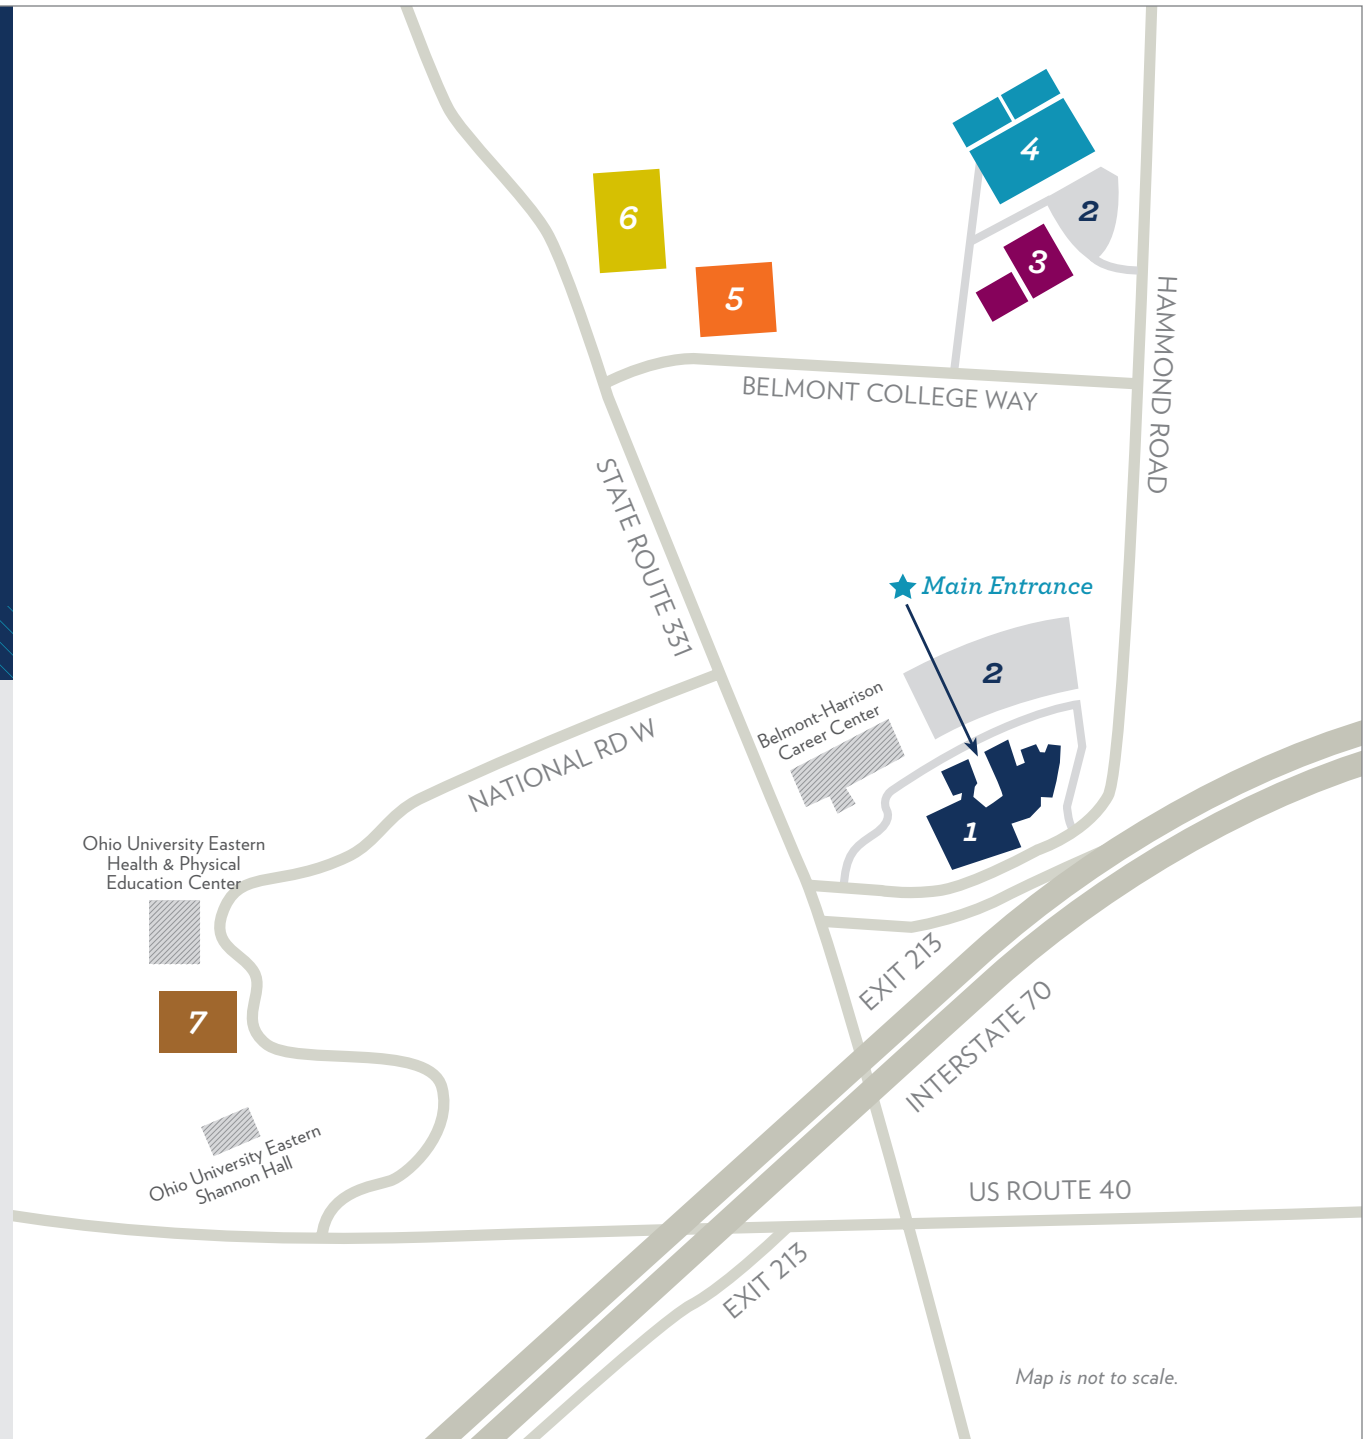 4
2
6
3
5
HAMMOND ROAD
BELMONT COLLEGE WAY
STATE ROUTE 331
Main Entrance
2
Belmont-Harrison
Career Center
NATIONAL RD W
1
Ohio University Eastern
Health & Physical
Education Center
EXIT 213
INTERSTATE 70
7
Ohio University Eastern
Shannon Hall
US ROUTE 40
EXIT 213
Map is not to scale.